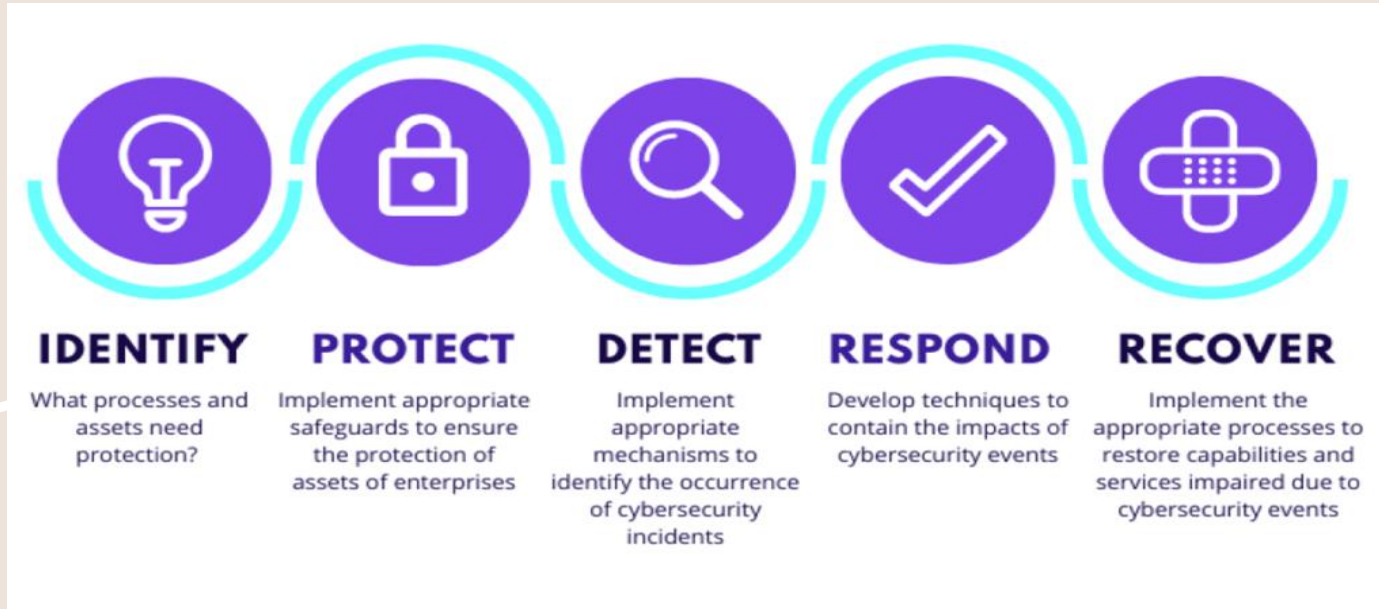 IDENTIFY
What processes and
assets need
protection?
PROTECT
Implement appropriate
safeguards to ensure
the protection of
assets of enterprises
DETECT
Implement
appropriate
mechanisms to
identify the occurrence
of cybersecurity
incidents
RESPOND
Develop techniques to
contain the impacts of
cybersecurity events
RECOVER
Implement the
appropriate processes to
restore capabilities and
services impaired due to
cybersecurity events